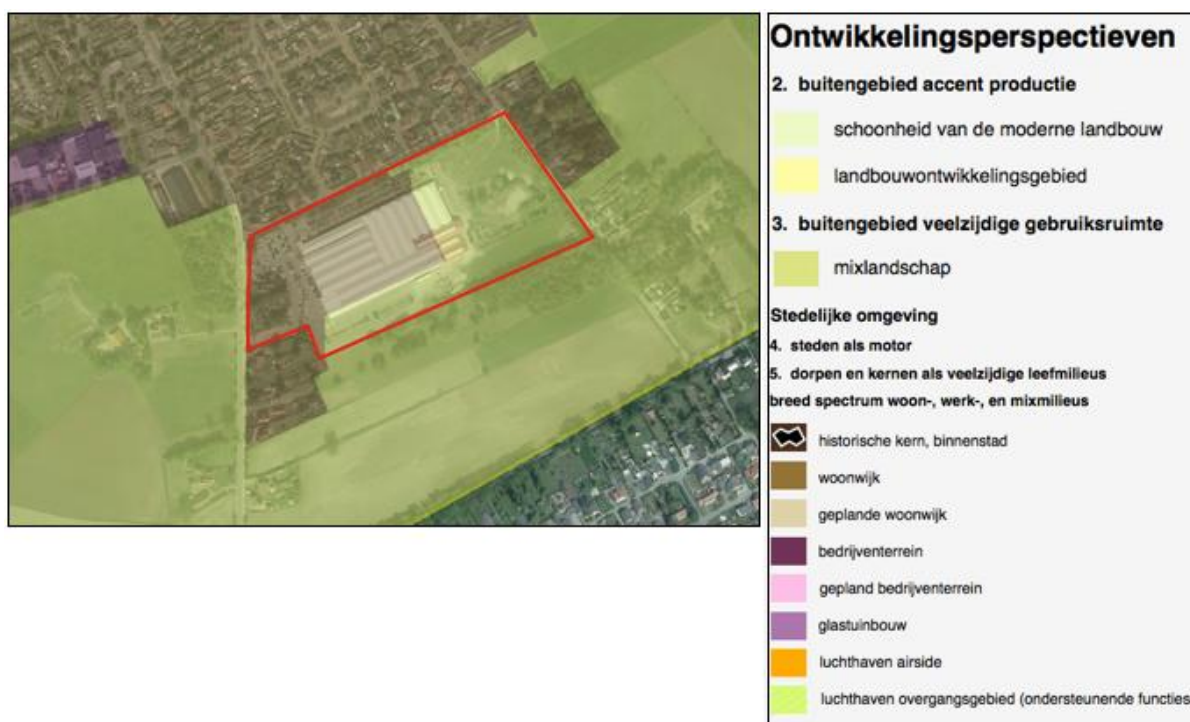 Ontwikkelingsperspectieven
2. buitengebied accent productie
schoonheid van de moderne landbouw
landbouwontwikkelingsgebied
3. buitengebied veelzijdige gebruiksruimte
mixlandschap
Stedelijke omgeving
4. steden als motor
5. dorpen en kernen als veelzijdige leefmilieus
breed spectrum woon-, werk-, en mixmilieus
historische kern, binnenstad
woonwijk
geplande woonwijk
bedrijventerrein
gepland bedrijventerrein
glastuinbouw
luchthaven airside
luchthaven overgangsgebied (ondersteunende functies